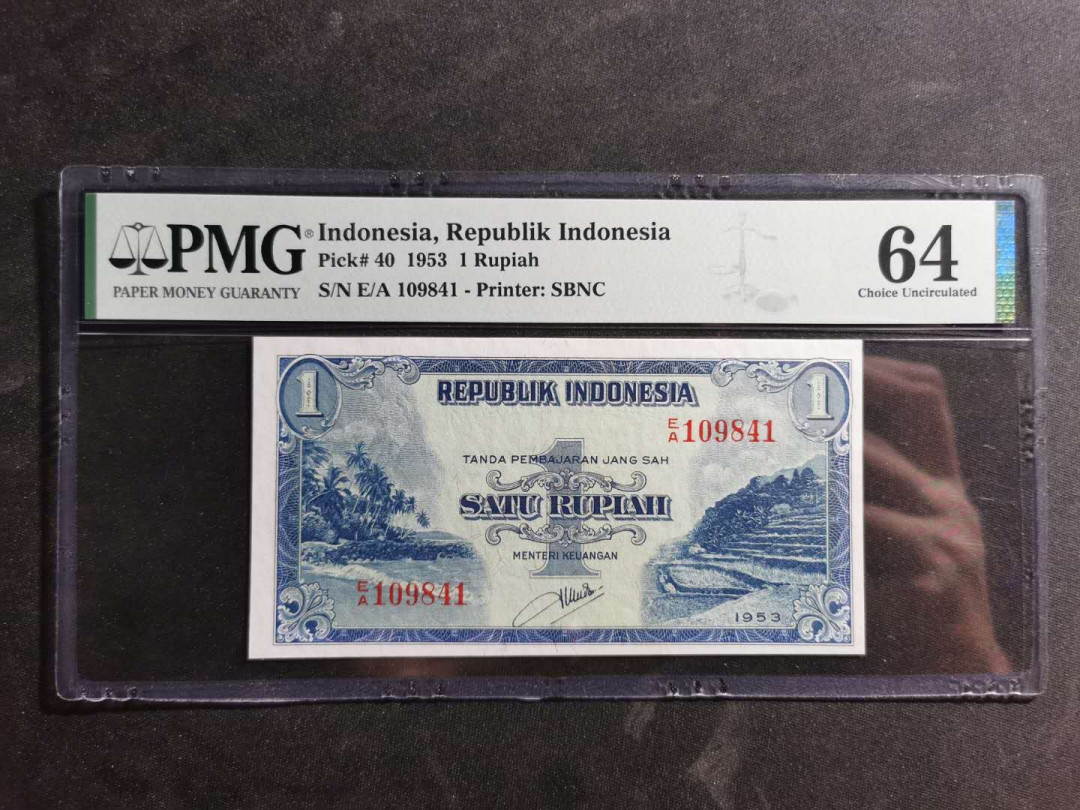 PMG®
PAPER MONEY GUARANTY
Indonesia, Republik Indonesia
Pick# 40 1953 1 Rupiah
S/N E/A 109841 - Printer: SBNC
64
Choice Uncirculated
1
REPUBLIK INDONESIA
1
E/A 109841
TANDA PEMBAJARAN JANG SAH
1
SATU RUPIAH
MENTERI KEUANGAN
E/A 109841
1953